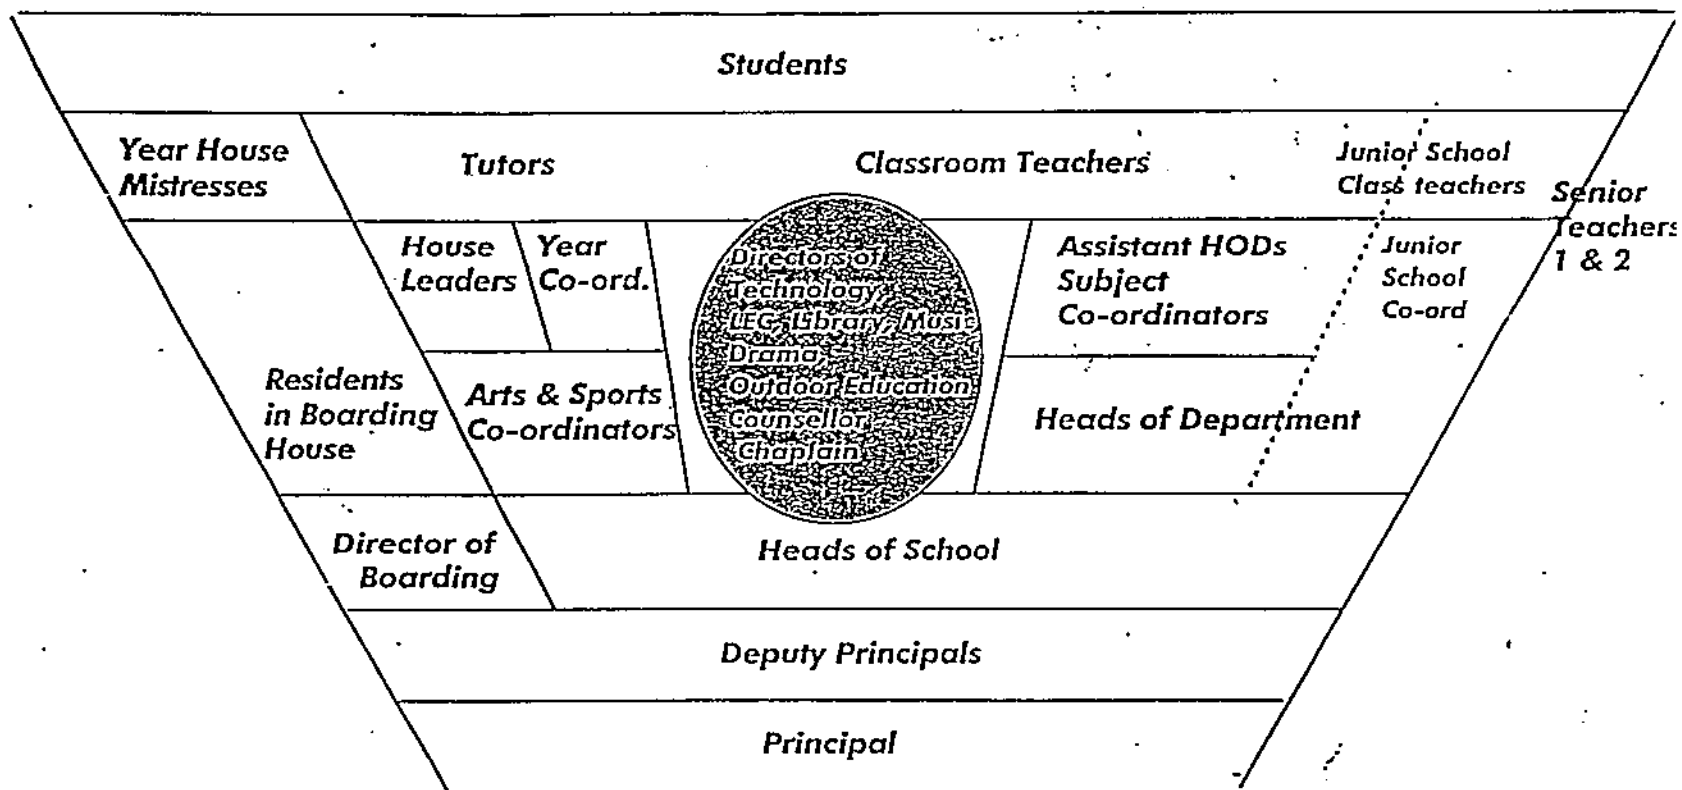 Students
Year House
Mistresses
Tutors
Classroom Teachers
Junior School
Class teachers
Senior
Teachers
1 & 2
House
Leaders
Year
Co-ord.
Directors of
Technology,
LEC, Library, Music,
Drama,
Outdoor Education
Counsellor
Chaplain
Assistant HODs
Subject
Co-ordinators
Junior
School
Co-ord
Residents
in Boarding
House
Arts & Sports
Co-ordinators
Heads of Department
Director of
Boarding
Heads of School
Deputy Principals
Principal